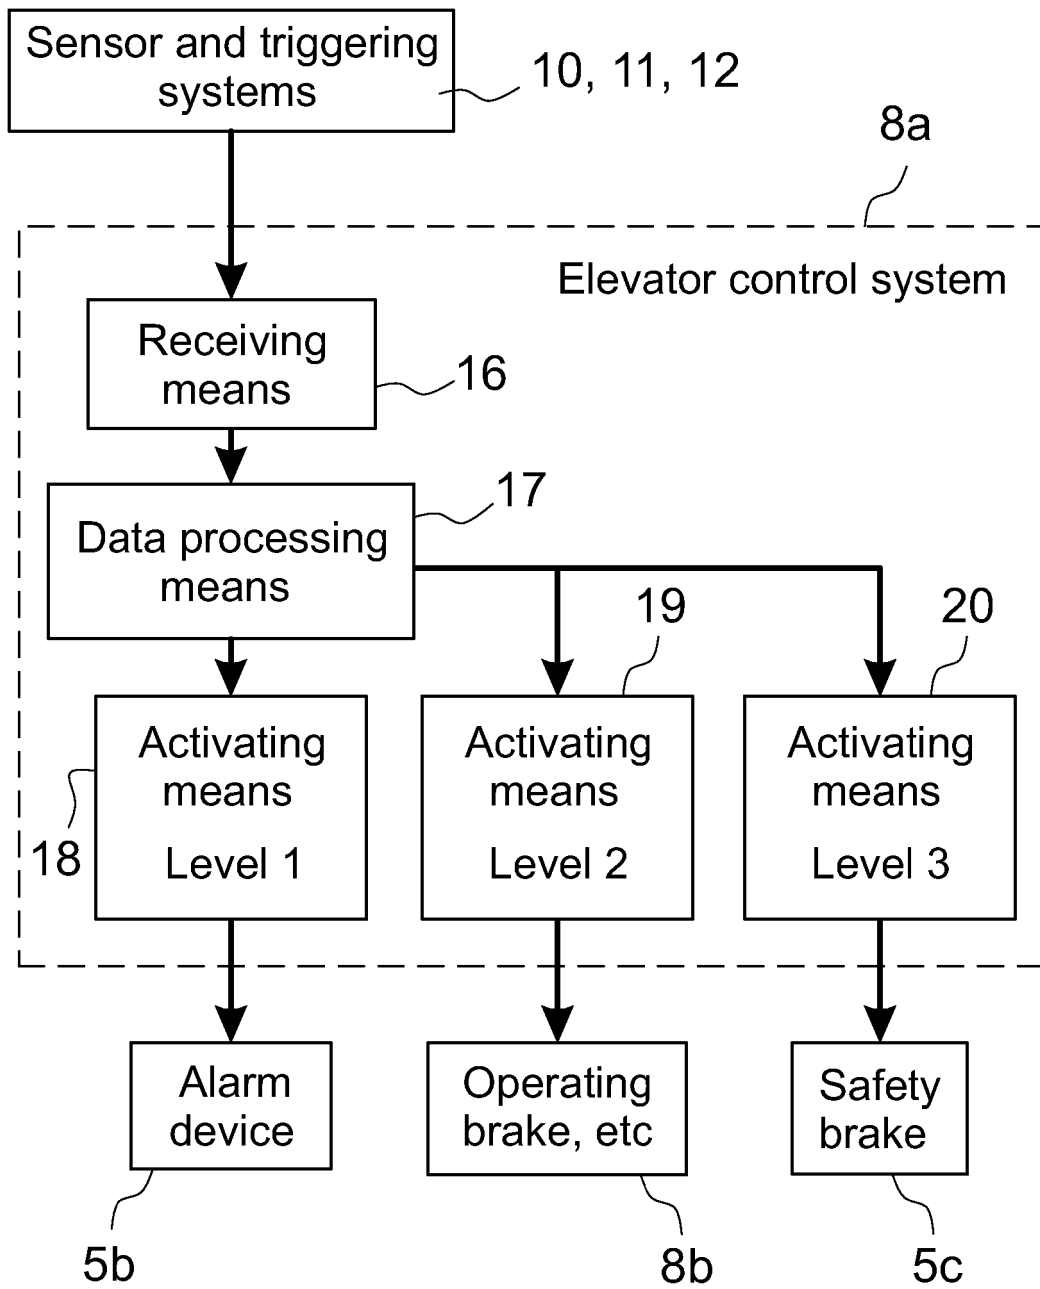 Sensor and triggering
systems
10, 11, 12
8a
Elevator control system
Receiving
means
16
17
Data processing
means
19
20
Activating
means
Level 1
18
Activating
means
Level 2
Activating
means
Level 3
Alarm
device
Operating
brake, etc
Safety
brake
5b
8b
5c